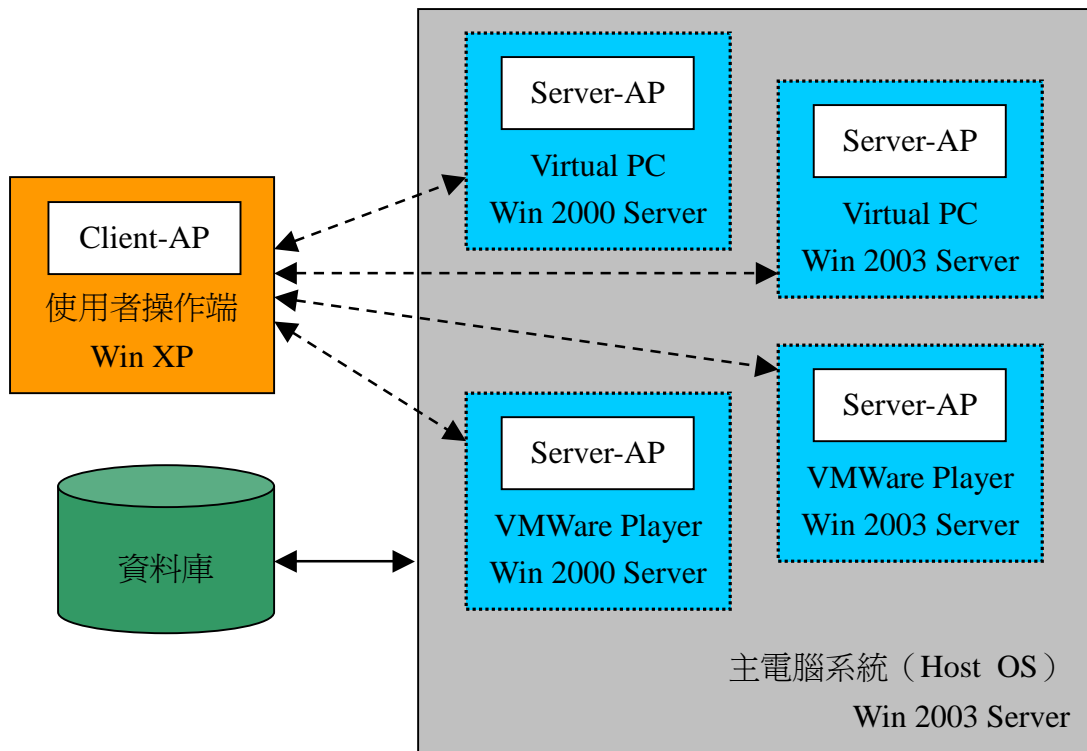 Client-AP
使用者操作端
Win XP
資料庫
Server-AP
Virtual PC
Win 2000 Server
Server-AP
Virtual PC
Win 2003 Server
Server-AP
VMWare Player
Win 2003 Server
Server-AP
VMWare Player
Win 2000 Server
主電腦系統（Host OS）
Win 2003 Server